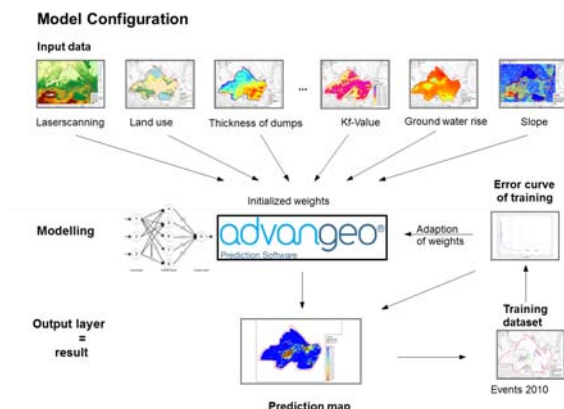 Model Configuration
Input data
...
Laserscanning
Land use
Thickness of dumps
Kf-Value
Ground water rise
Slope
Initialized weights
Error curve
of training
Modelling
advangeo®
Prediction Software
Adaption
of weights
Output layer
=
result
Training
dataset
Events 2010
Prediction map